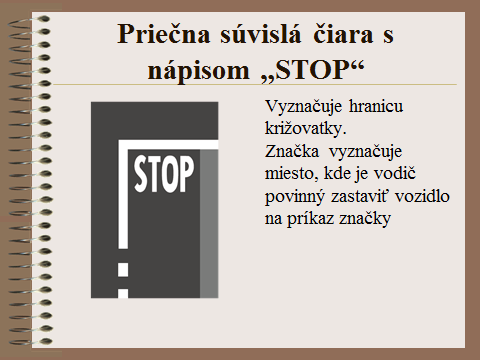 Priečna súvislá čiara s
nápisom „STOP“
Vyznačuje hranicu
križovatky.
Značka  vyznačuje
miesto, kde je vodič
povinný zastaviť vozidlo
na príkaz značky
STOP